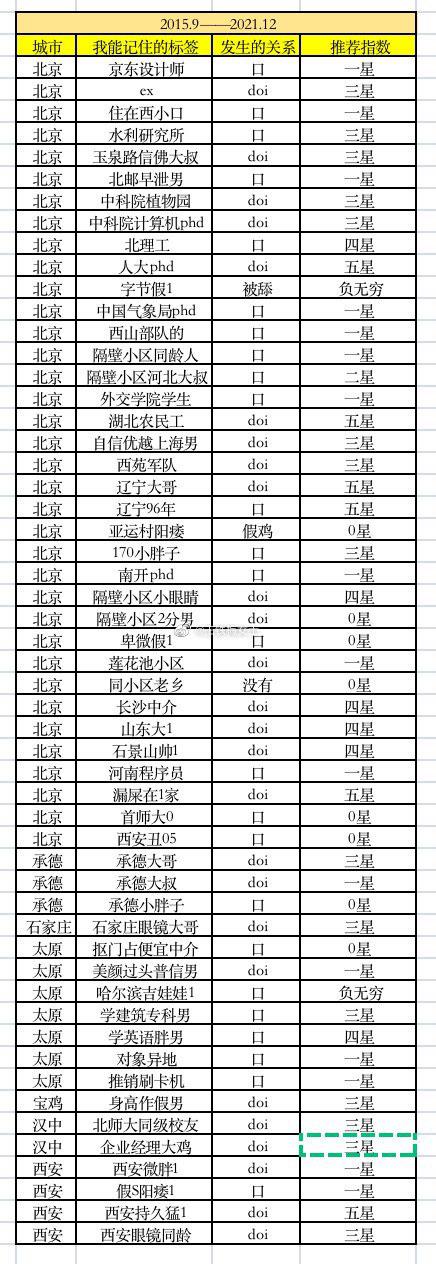 2015.9——2021.12
城市 我能记住的标签 发生的关系 推荐指数
北京 京东设计师 口 一星
北京 ex doi 三星
北京 住在西小口 口 一星
北京 水利研究所 口 三星
北京 玉泉路信佛大叔 doi 三星
北京 北邮早泄男 口 一星
北京 中科院植物园 doi 三星
北京 中科院计算机phd doi 三星
北京 北理工 口 四星
北京 人大phd doi 五星
北京 字节假1 被舔 负无穷
北京 中国气象局phd 口 一星
北京 西山部队的 口 一星
北京 隔壁小区同龄人 口 一星
北京 隔壁小区河北大叔 口 二星
北京 外交学院学生 口 一星
北京 湖北农民工 doi 五星
北京 自信优越上海男 doi 三星
北京 西苑军队 doi 三星
北京 辽宁大哥 doi 五星
北京 辽宁96年 口 五星
北京 亚运村阳痿 假鸡 0星
北京 170小胖子 口 三星
北京 南开phd 口 一星
北京 隔壁小区小眼睛 doi 四星
北京 隔壁小区2分男 doi 0星
北京 卑微假1 口 0星
北京 莲花池小区 doi 一星
北京 同小区老乡 没有 0星
北京 长沙中介 doi 四星
北京 山东大1 doi 四星
北京 石景山帅1 doi 四星
北京 河南程序员 口 一星
北京 漏屎在1家 doi 五星
北京 首师大0 口 0星
北京 西安丑05 口 0星
承德 承德大哥 doi 三星
承德 承德大叔 doi 一星
承德 承德小胖子 口 0星
石家庄 石家庄眼镜大哥 doi 三星
太原 抠门占便宜中介 口 0星
太原 美颜过头普信男 doi 一星
太原 哈尔滨吉娃娃1 口 负无穷
太原 学建筑专科男 口 三星
太原 学英语胖男 口 四星
太原 对象异地 口 一星
太原 推销刷卡机 口 一星
宝鸡 身高作假男 doi 三星
汉中 北师大同级校友 doi 三星
汉中 企业经理大鸡 doi 三星
西安 西安微胖1 doi 一星
西安 假S阳痿1 口 一星
西安 西安持久猛1 doi 五星
西安 西安眼镜同龄 doi 三星